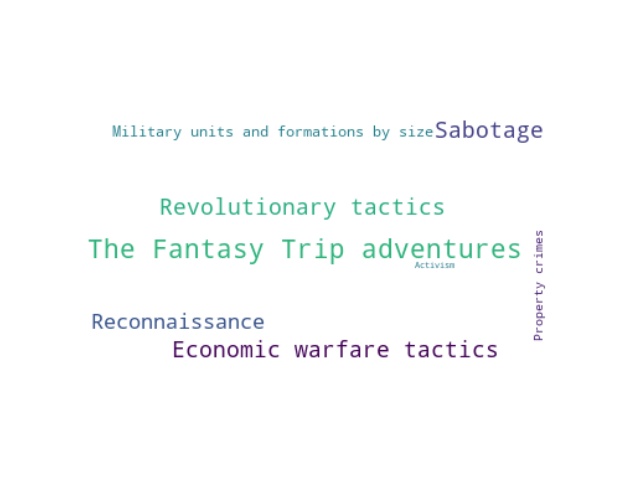 Military units and formations by size
Sabotage
Revolutionary tactics
The Fantasy Trip adventures
Activism
Property crimes
Reconnaissance
Economic warfare tactics